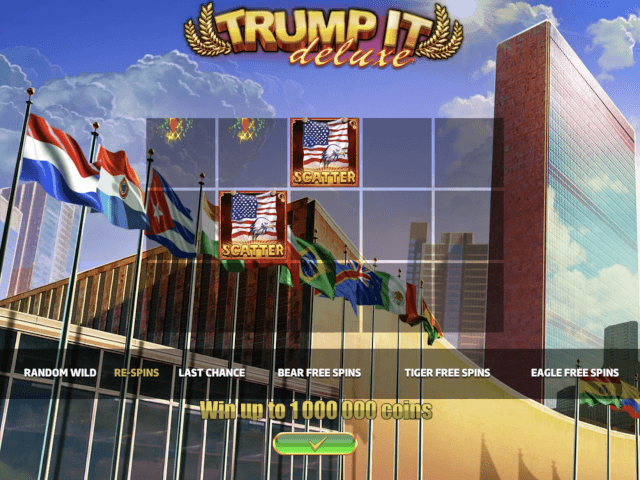 TRUMP IT
deluxe
SCATTER
SCATTER
RANDOM WILD RE-SPINS LAST CHANCE BEAR FREE SPINS TIGER FREE SPINS EAGLE FREE SPINS
Win up to 1 000 000 coins